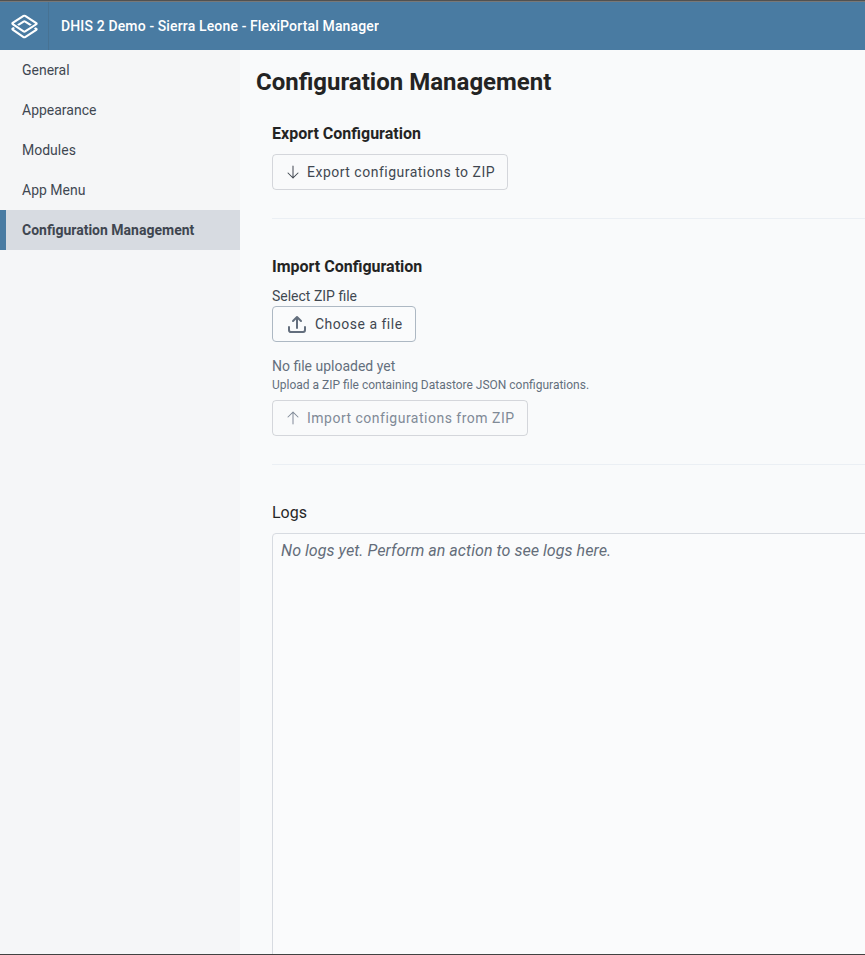 DHIS 2 Demo - Sierra Leone - FlexiPortal Manager
General
Appearance
Modules
App Menu
Configuration Management
Configuration Management
Export Configuration
Export configurations to ZIP
Import Configuration
Select ZIP file
Choose a file
No file uploaded yet
Upload a ZIP file containing Datastore JSON configurations.
Import configurations from ZIP
Logs
No logs yet. Perform an action to see logs here.